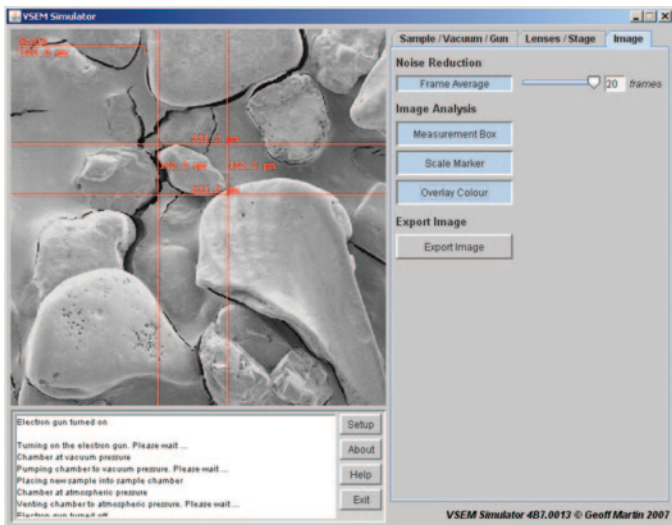 VSEM Simulator
Sample / Vacuum / Gun
Lenses / Stage
Image
Noise Reduction
Frame Average
20 frames
Image Analysis
Measurement Box
Scale Marker
Overlay Colour
Export Image
Export Image
Electron gun turned on
Turning on the electron gun. Please wait ...
Chamber at vacuum pressure
Pumping chamber to vacuum pressure. Please wait ...
Placing new sample into sample chamber
Chamber at atmospheric pressure
Venting chamber to atmospheric pressure. Please wait ...
Electron gun turned off
Setup
About
Help
Exit
VSEM Simulator 4B7.0013 © Geoff Martin 2007